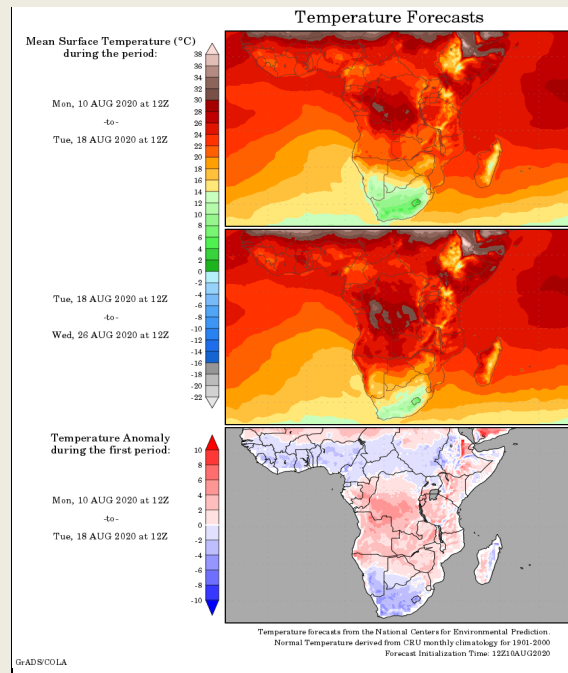 Temperature Forecasts
Mean Surface Temperature (°C)
during the period:
Mon, 10 AUG 2020 at 12Z
-to-
Tue, 18 AUG 2020 at 12Z
38
36
34
32
30
28
26
24
22
20
18
16
14
12
10
8
6
4
2
0
-2
-4
-6
-8
-10
-12
-14
-16
-18
-20
-22
Tue, 18 AUG 2020 at 12Z
-to-
Wed, 26 AUG 2020 at 12Z
Temperature Anomaly
during the first period:
Mon, 10 AUG 2020 at 12Z
-to-
Tue, 18 AUG 2020 at 12Z
10
8
6
4
2
0
-2
-4
-6
-8
-10
Temperature forecasts from the National Centers for Environmental Prediction.
Normal Temperature derived from CRU monthly climatology for 1901-2000
Forecast Initialization Time: 12Z10AUG2020
GrADS/COLA